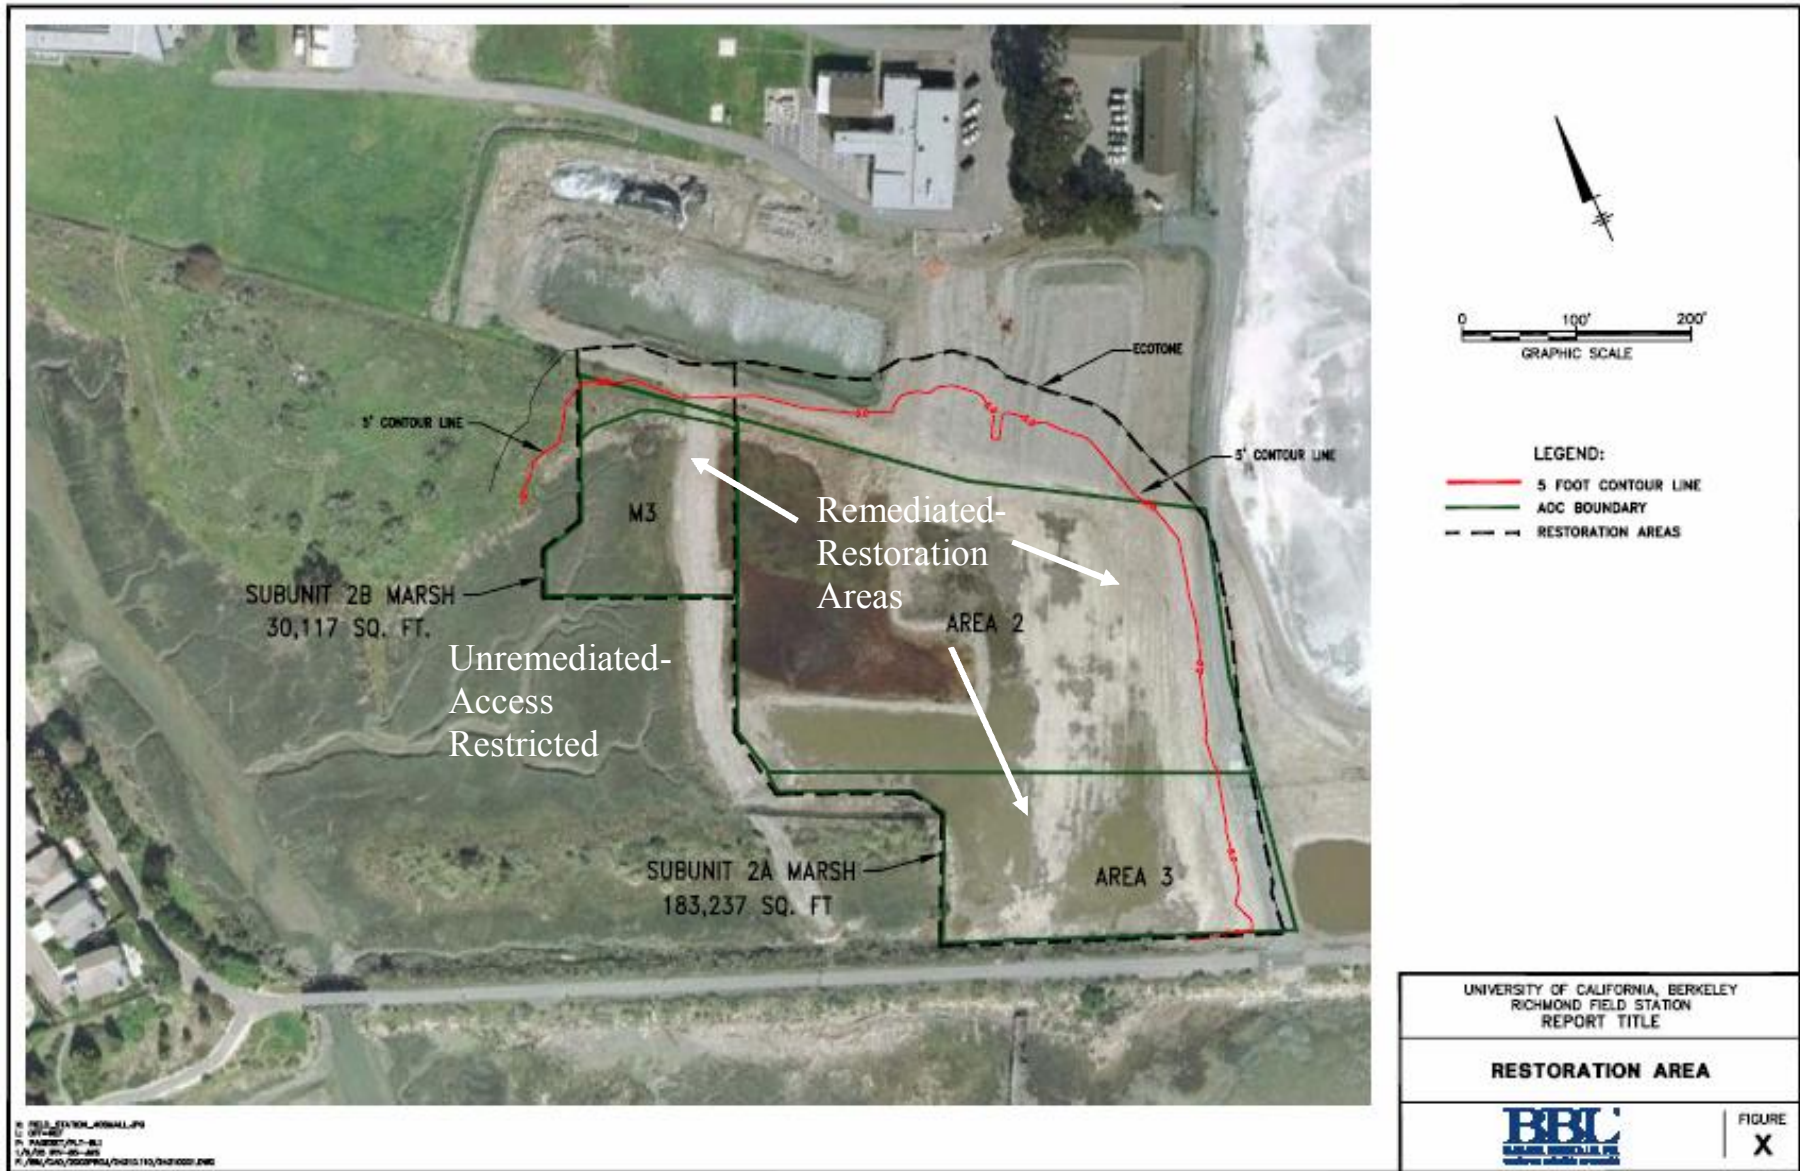 ECOTONE
5' CONTOUR LINE
5' CONTOUR LINE
M3
Remediated-
Restoration
Areas
SUBUNIT 2B MARSH
30,117 SQ. FT.
AREA 2
Unremediated-
Access
Restricted
SUBUNIT 2A MARSH
183,237 SQ. FT
AREA 3
0 100' 200'
GRAPHIC SCALE
LEGEND:
5 FOOT CONTOUR LINE
AOC BOUNDARY
RESTORATION AREAS
UNIVERSITY OF CALIFORNIA, BERKELEY
RICHMOND FIELD STATION
REPORT TITLE
RESTORATION AREA
BBL
FIGURE
X